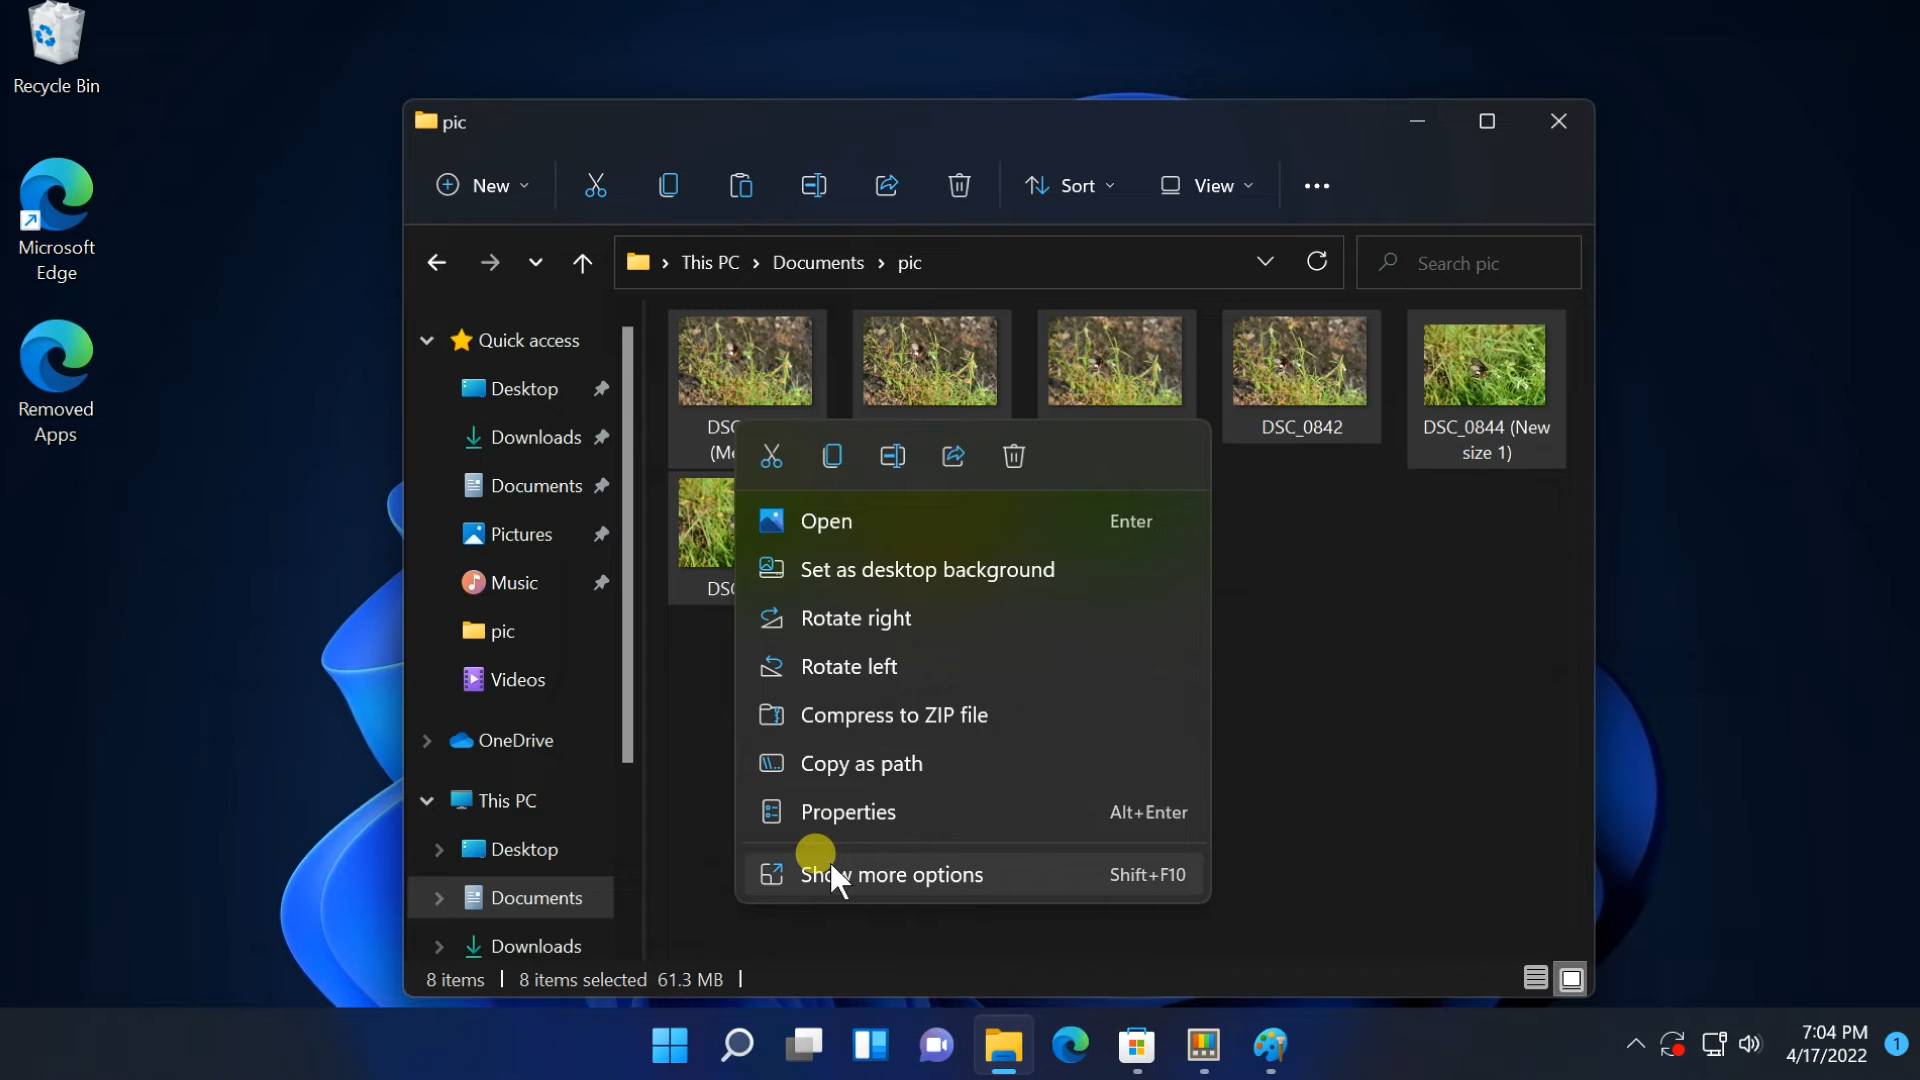 Recycle Bin
Microsoft
Edge
Removed
Apps
pic
New
Sort
View
This PC
Documents
pic
Search pic
Quick access
Desktop
Downloads
Documents
Pictures
Music
pic
Videos
OneDrive
This PC
Desktop
Documents
Downloads
DSC_0842
DSC_0844 (New
size 1)
Open Enter
Set as desktop background
Rotate right
Rotate left
Compress to ZIP file
Copy as path
Properties Alt+Enter
Show more options Shift+F10
8 items
8 items selected 61.3 MB
7:04 PM
4/17/2022
1